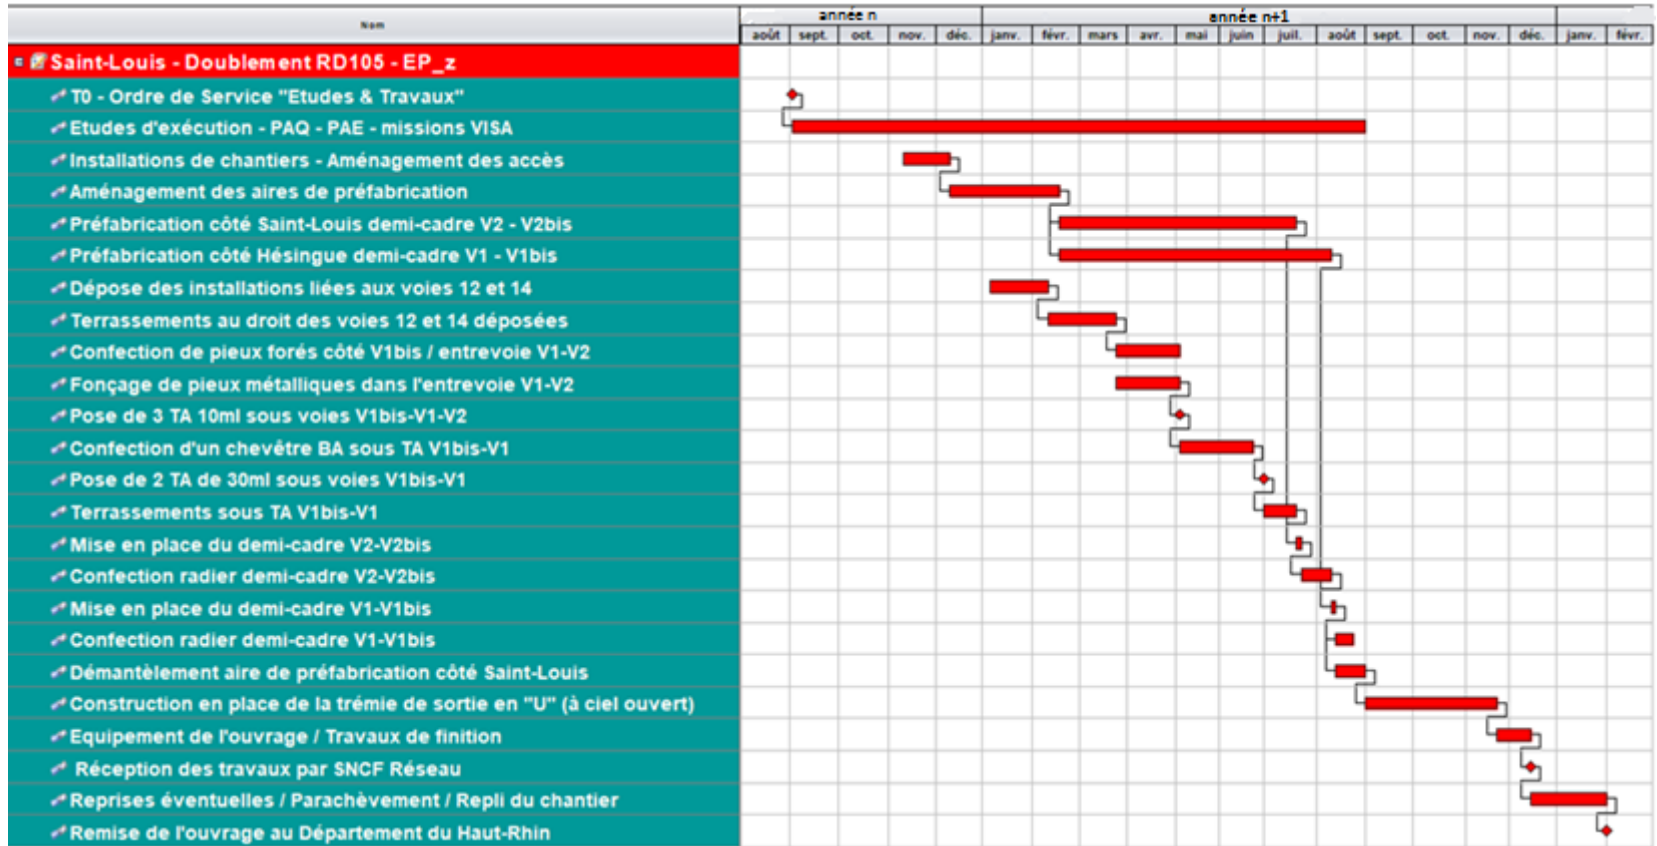 Nom
année n
année n+1
août sept. oct. nov. déc. janv. févr. mars avr. mai juin juil. août sept. oct. nov. déc. janv. févr.
Saint-Louis - Doublement RD105 - EP_z
T0 - Ordre de Service "Etudes & Travaux"
Etudes d'exécution - PAQ - PAE - missions VISA
Installations de chantiers - Aménagement des accès
Aménagement des aires de préfabrication
Préfabrication côté Saint-Louis demi-cadre V2 - V2bis
Préfabrication côté Hésingue demi-cadre V1 - V1bis
Dépose des installations liées aux voies 12 et 14
Terrassements au droit des voies 12 et 14 déposées
Confection de pieux forés côté V1bis / entrevoie V1-V2
Fonçage de pieux métalliques dans l'entrevoie V1-V2
Pose de 3 TA 10ml sous voies V1bis-V1-V2
Confection d'un chevêtre BA sous TA V1bis-V1
Pose de 2 TA de 30ml sous voies V1bis-V1
Terrassements sous TA V1bis-V1
Mise en place du demi-cadre V2-V2bis
Confection radier demi-cadre V2-V2bis
Mise en place du demi-cadre V1-V1bis
Confection radier demi-cadre V1-V1bis
Démantèlement aire de préfabrication côté Saint-Louis
Construction en place de la trémie de sortie en "U" (à ciel ouvert)
Equipement de l'ouvrage / Travaux de finition
Réception des travaux par SNCF Réseau
Reprises éventuelles / Parachèvement / Repli du chantier
Remise de l'ouvrage au Département du Haut-Rhin